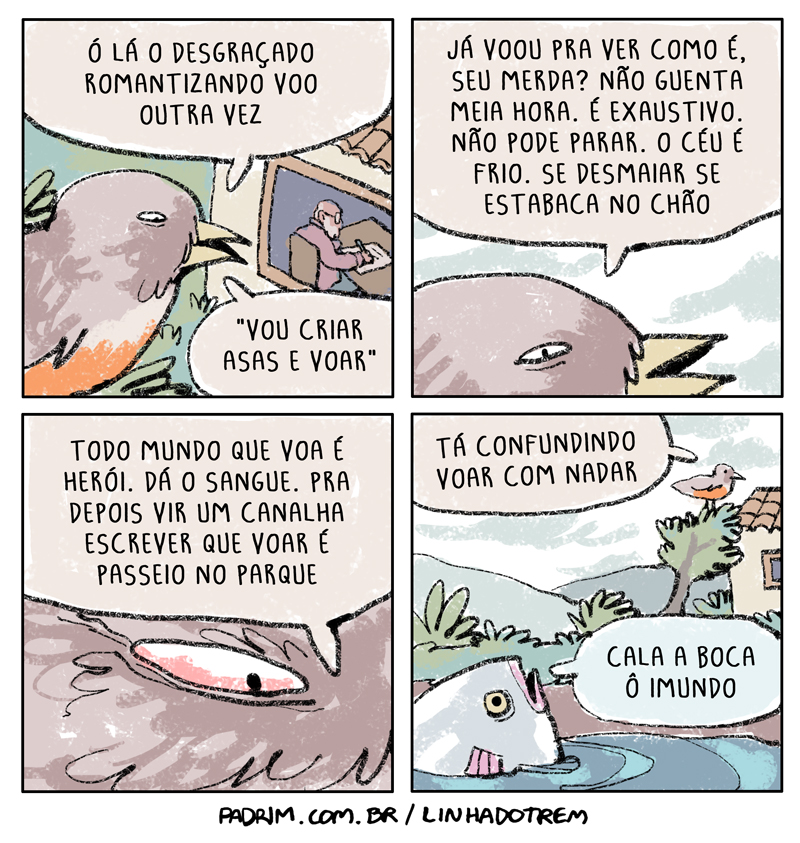 Ó LÁ O DESGRAÇADO
ROMANTIZANDO VOO
OUTRA VEZ
"VOU CRIAR
ASAS E VOAR"
JÁ VOOU PRA VER COMO É,
SEU MERDA? NÃO GUENTA
MEIA HORA. É EXAUSTIVO.
NÃO PODE PARAR. O CÉU É
FRIO. SE DESMAIAR SE
ESTABACA NO CHÃO
TODO MUNDO QUE VOA É
HERÓI. DÁ O SANGUE. PRA
DEPOIS VIR UM CANALHA
ESCREVER QUE VOAR É
PASSEIO NO PARQUE
TÁ CONFUNDINDO
VOAR COM NADAR
CALA A BOCA
Ô IMUNDO
PADRIM.COM.BR / LINHADOTREM